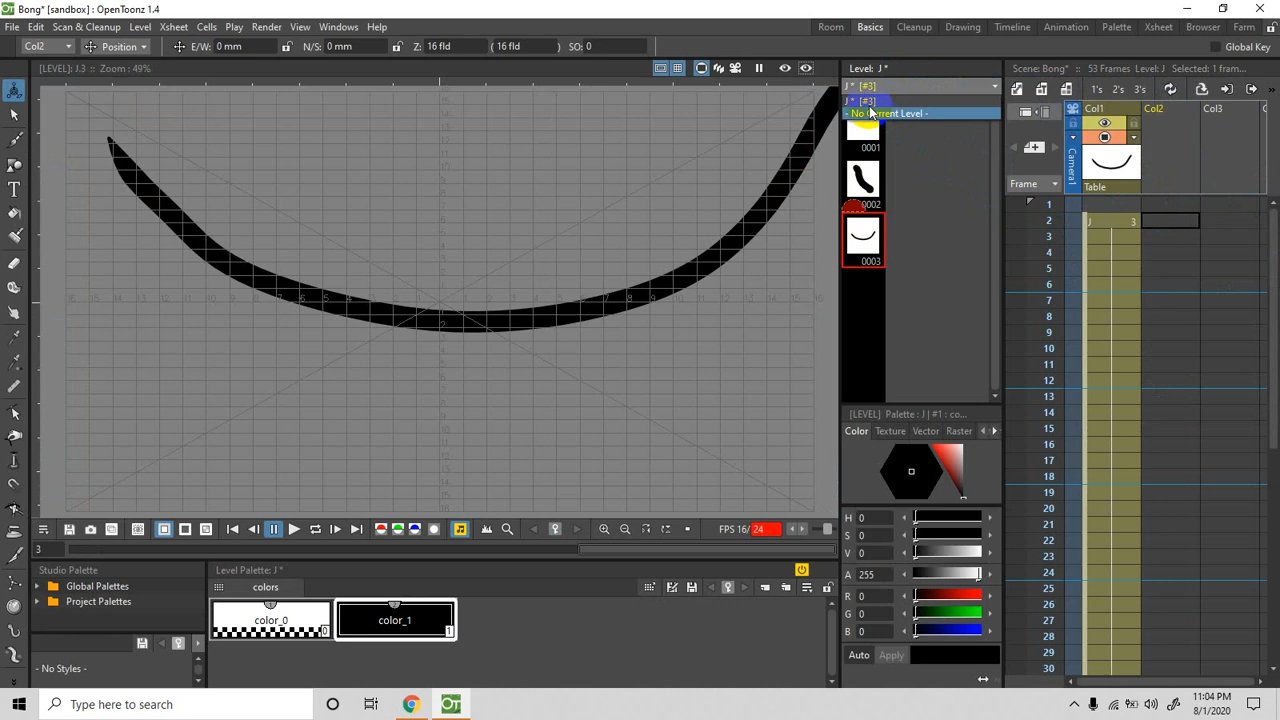 Bong* [sandbox] : OpenToonz 1.4
File Edit Scan & Cleanup Level Xsheet Cells Play Render View Windows Help
Room Basics Cleanup Drawing Timeline Animation Palette Xsheet Browser Farm
Col2 Position E/W: 0 mm N/S: 0 mm Z: 16 fld ( 16 fld ) SO: 0 Global Key
[LEVEL]: J.3 :: Zoom : 49%
Level: J *
Scene: Bong* :: 53 Frames Level: J Selected: 1 fram...
J * [#3]
J * [#3]
- No Current Level -
0001
0002
0003
1's 2's 3's
Col1 Col2 Col3
Camera1
Frame
Table
1
2
J 3
3
4
5
6
7
8
9
10
11
12
13
14
15
16
17
18
19
20
21
22
23
24
25
26
27
28
29
30
[LEVEL] Palette : J | #1 : co...
Color Texture Vector Raster
H 0
S 0
V 0
A 255
R 0
G 0
B 0
Auto Apply
FPS 16/ 24
3
Studio Palette
Global Palettes
Project Palettes
- No Styles -
Level Palette: J *
colors
color_0 0
color_1 1
Type here to search
11:04 PM
8/1/2020